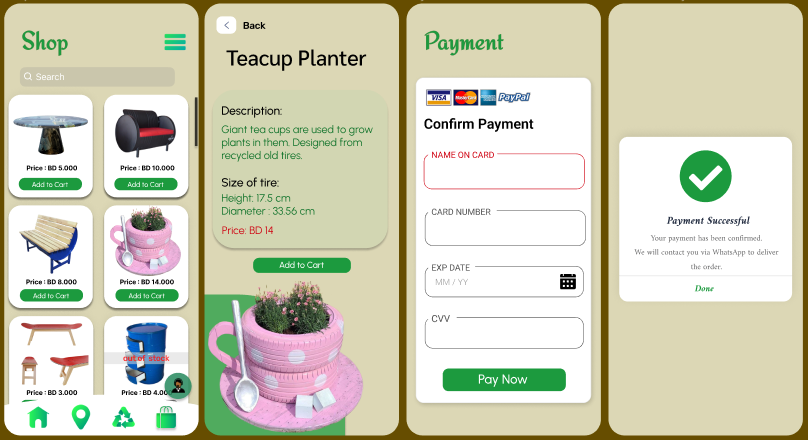 Shop
Search
Price : BD 5.000
Price : BD 10.000
Add to Cart
Add to Cart
Price : BD 8.000
Price : BD 14.000
Add to Cart
Add to Cart
outof stock
Price : BD 3.000
Price : BD 4.00
Back
Teacup Planter
Description:
Giant tea cups are used to grow
plants in them. Designed from
recycled old tires.
Size of tire:
Height: 17.5 cm
Diameter : 33.56 cm
Price: BD 14
Add to Cart
Payment
VISA MasterCard PayPal
Confirm Payment
NAME ON CARD
CARD NUMBER
EXP DATE
MM / YY
CVV
Pay Now
Payment Successful
Your payment has been confirmed.
We will contact you via WhatsApp to deliver
the order.
Done